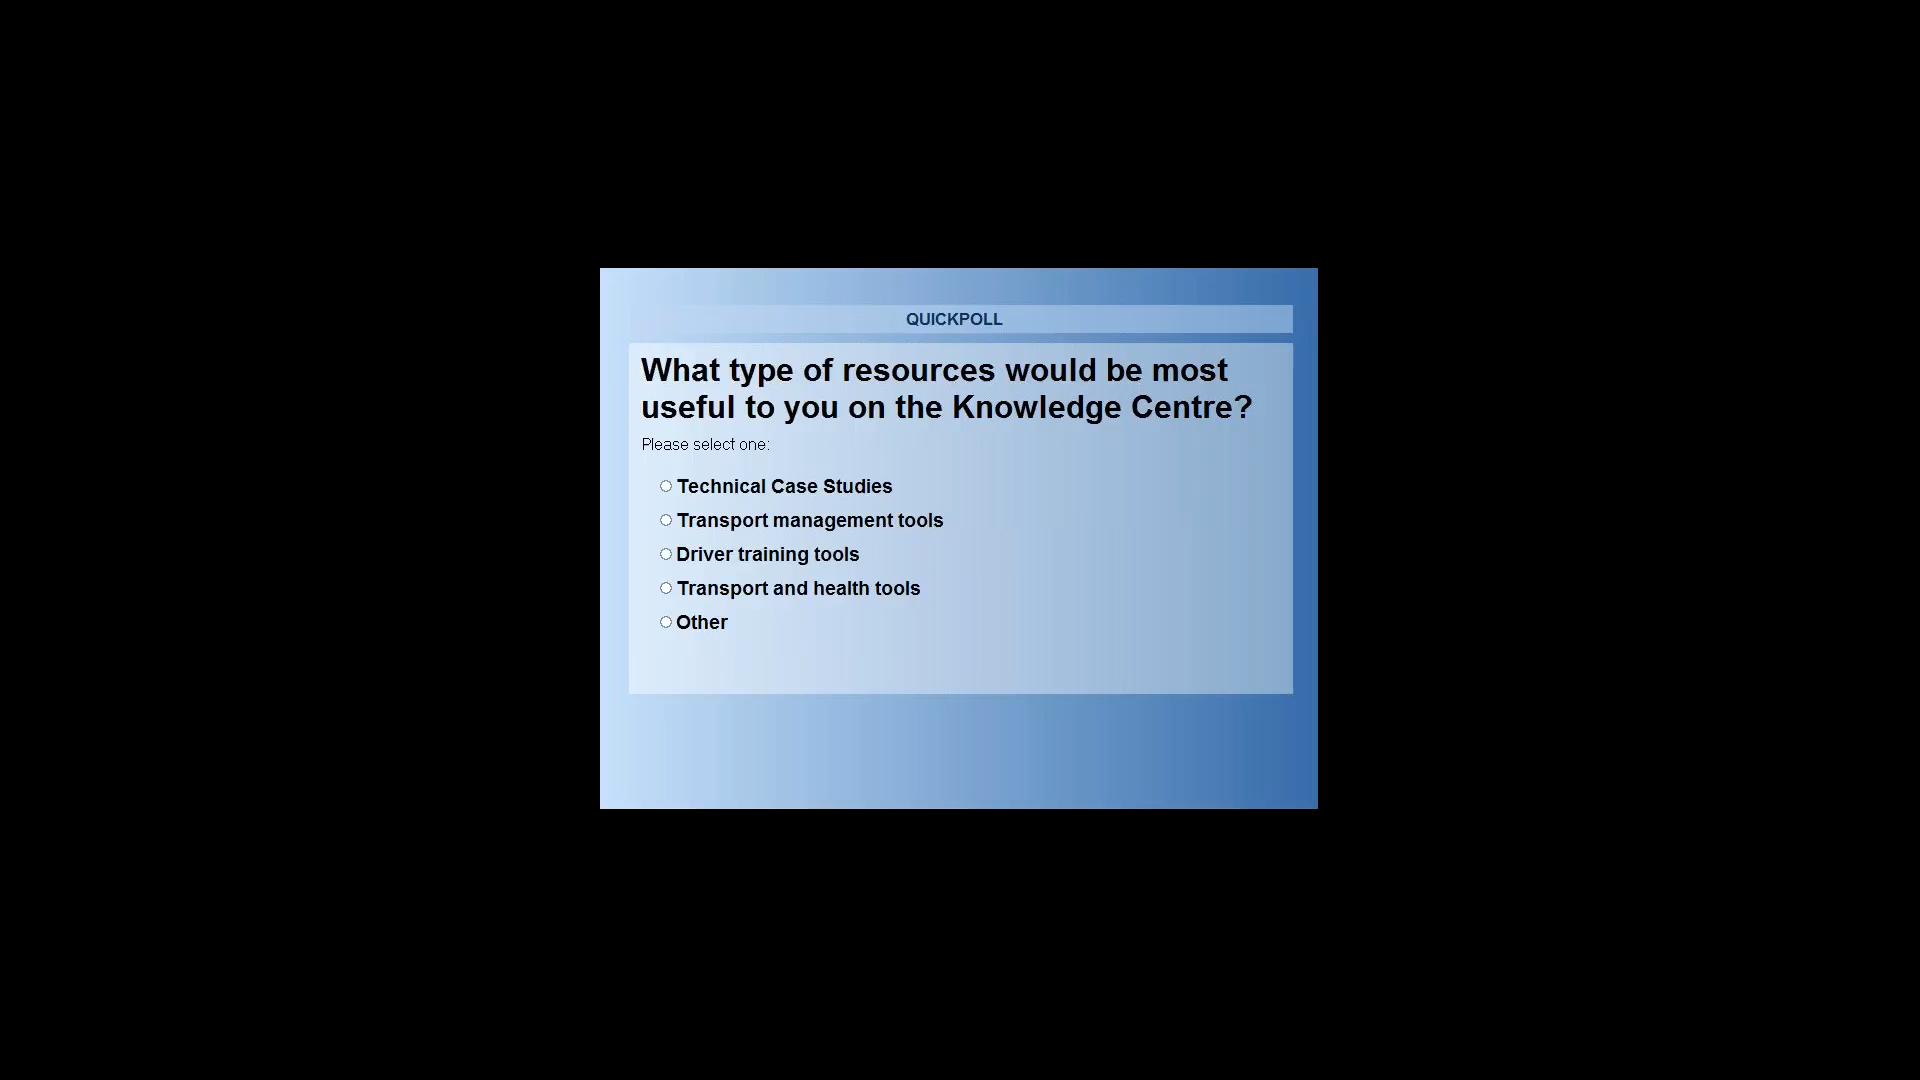 QUICKPOLL
What type of resources would be most
useful to you on the Knowledge Centre?
Please select one:
Technical Case Studies
Transport management tools
Driver training tools
Transport and health tools
Other